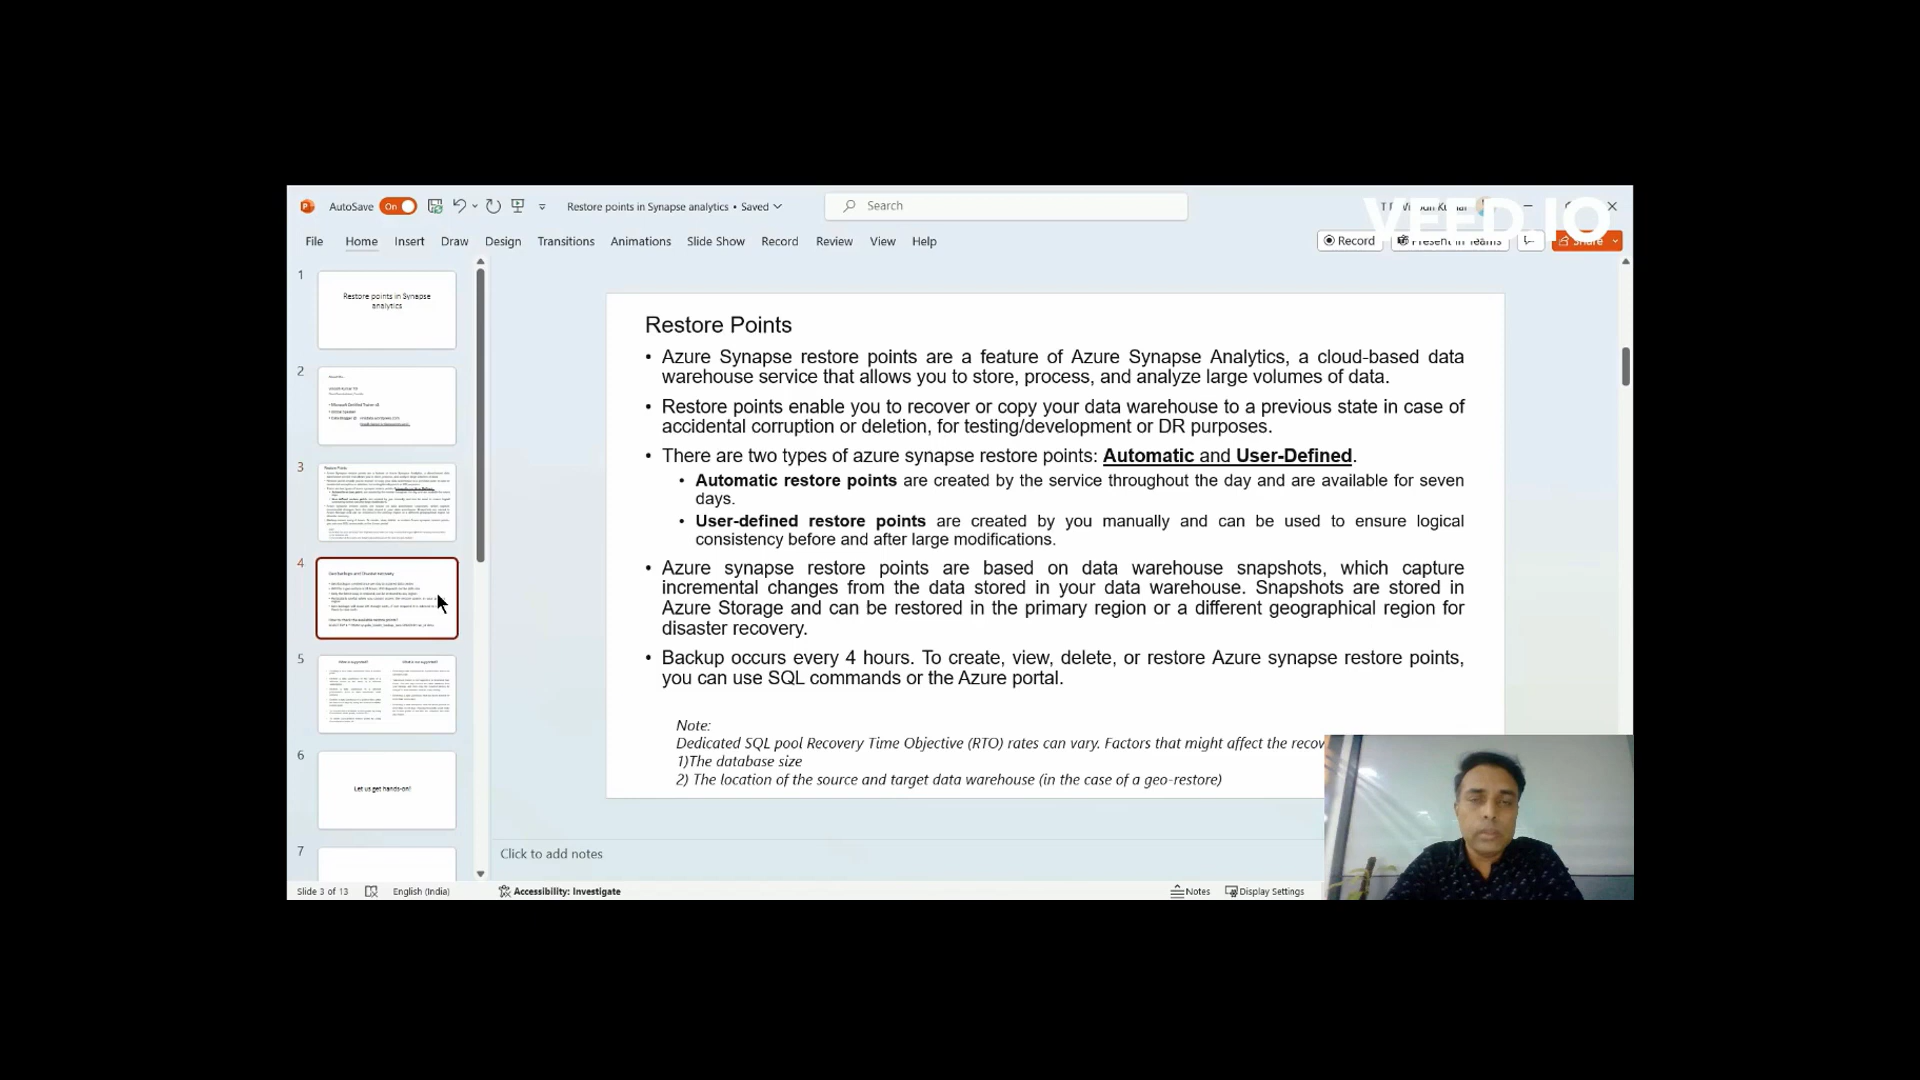 AutoSave On Restore points in Synapse analytics • Saved Search
VEED.IO
File Home Insert Draw Design Transitions Animations Slide Show Record Review View Help Record Present in Teams Share
1
Restore points in Synapse
analytics
2
3
4
5
6
Let us get hands-on!
7
Restore Points
• Azure Synapse restore points are a feature of Azure Synapse Analytics, a cloud-based data
warehouse service that allows you to store, process, and analyze large volumes of data.
• Restore points enable you to recover or copy your data warehouse to a previous state in case of
accidental corruption or deletion, for testing/development or DR purposes.
• There are two types of azure synapse restore points: Automatic and User-Defined.
• Automatic restore points are created by the service throughout the day and are available for seven
days.
• User-defined restore points are created by you manually and can be used to ensure logical
consistency before and after large modifications.
• Azure synapse restore points are based on data warehouse snapshots, which capture
incremental changes from the data stored in your data warehouse. Snapshots are stored in
Azure Storage and can be restored in the primary region or a different geographical region for
disaster recovery.
• Backup occurs every 4 hours. To create, view, delete, or restore Azure synapse restore points,
you can use SQL commands or the Azure portal.
Note:
Dedicated SQL pool Recovery Time Objective (RTO) rates can vary. Factors that might affect the
1)The database size
2) The location of the source and target data warehouse (in the case of a geo-restore)
Click to add notes
Slide 3 of 13 English (India) Accessibility: Investigate Notes Display Settings